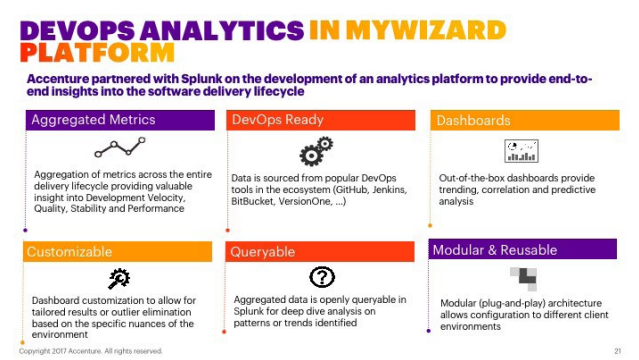 DEVOPS ANALYTICS IN MYWIZARD
PLATFORM
Accenture partnered with Splunk on the development of an analytics platform to provide end-to-
end insights into the software delivery lifecycle
Aggregated Metrics
Aggregation of metrics across the entire
delivery lifecycle providing valuable
insight into Development Velocity,
Quality, Stability and Performance
DevOps Ready
Data is sourced from popular DevOps
tools in the ecosystem (GitHub, Jenkins,
BitBucket, VersionOne, ...)
Dashboards
Out-of-the-box dashboards provide
trending, correlation and predictive
analysis
Customizable
Dashboard customization to allow for
tailored results or outlier elimination
based on the specific nuances of the
environment
Queryable
Aggregated data is openly queryable in
Splunk for deep dive analysis on
patterns or trends identified
Modular & Reusable
Modular (plug-and-play) architecture
allows configuration to different client
environments
Copyright 2017 Accenture. All rights reserved.
21